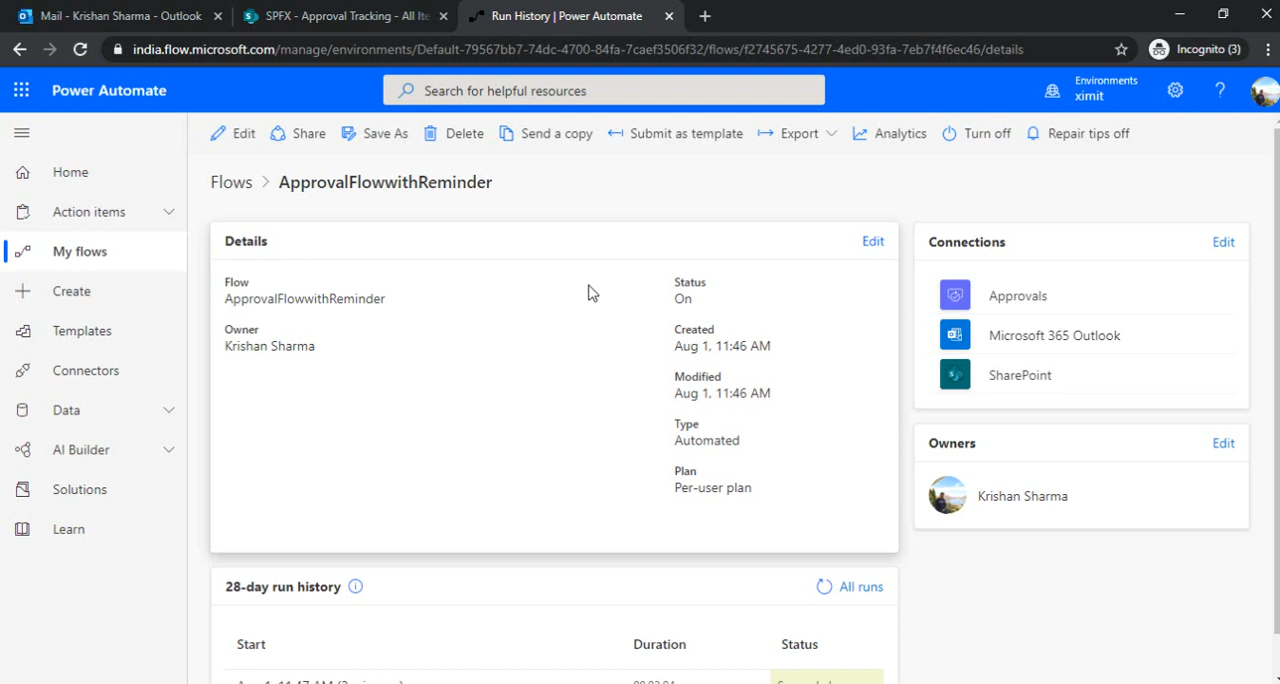 Mail - Krishan Sharma - Outlook
SPFX - Approval Tracking - All Ite
Run History | Power Automate
india.flow.microsoft.com/manage/environments/Default-79567bb7-74dc-4700-84fa-7caef3506f32/flows/f2745675-4277-4ed0-93fa-7eb7f4f6ec46/details
Incognito (3)
Power Automate
Search for helpful resources
Environments
ximit
Edit
Share
Save As
Delete
Send a copy
Submit as template
Export
Analytics
Turn off
Repair tips off
Home
Action items
My flows
Create
Templates
Connectors
Data
AI Builder
Solutions
Learn
Flows > ApprovalFlowwithReminder
Details
Edit
Flow
ApprovalFlowwithReminder
Owner
Krishan Sharma
Status
On
Created
Aug 1, 11:46 AM
Modified
Aug 1, 11:46 AM
Type
Automated
Plan
Per-user plan
Connections
Edit
Approvals
Microsoft 365 Outlook
SharePoint
Owners
Edit
Krishan Sharma
28-day run history
All runs
Start
Duration
Status
Aug 1, 11:47 AM